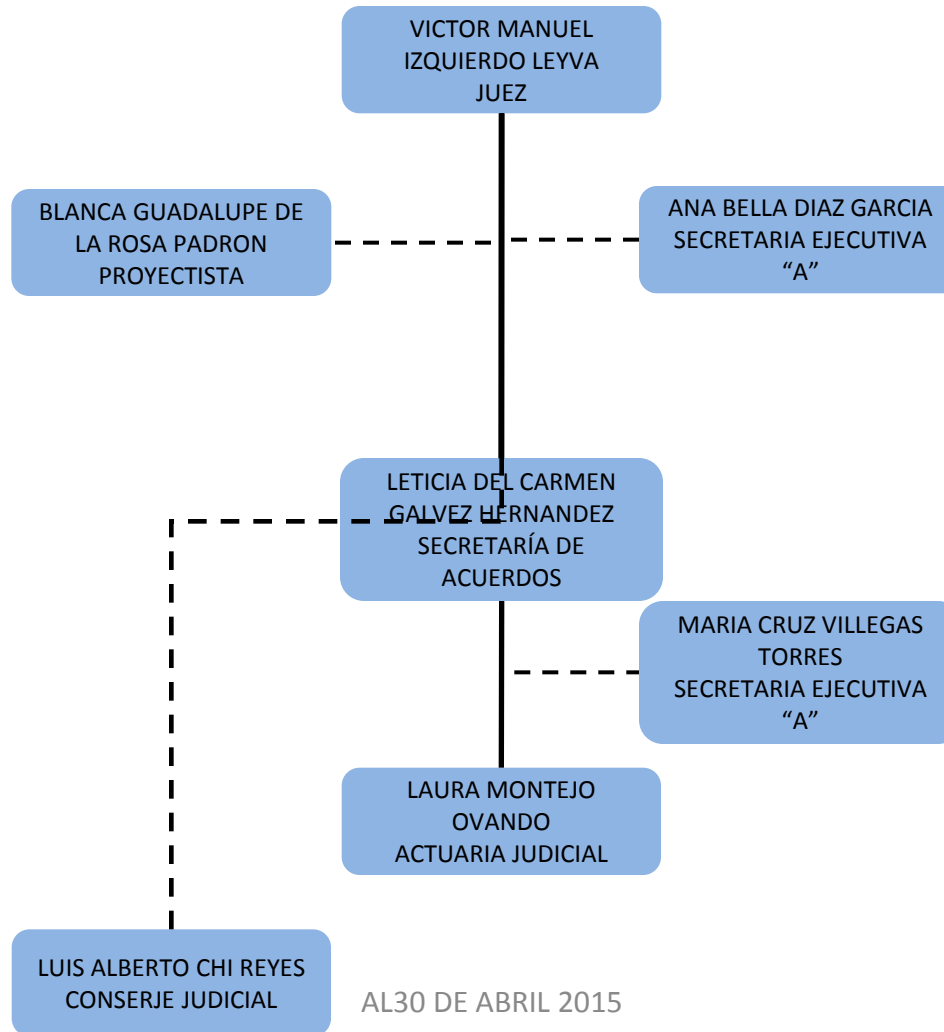 VICTOR MANUEL
IZQUIERDO LEYVA
JUEZ
BLANCA GUADALUPE DE
LA ROSA PADRON
PROYECTISTA
ANA BELLA DIAZ GARCIA
SECRETARIA EJECUTIVA
“A”
LETICIA DEL CARMEN
GALVEZ HERNANDEZ
SECRETARÍA DE
ACUERDOS
MARIA CRUZ VILLEGAS
TORRES
SECRETARIA EJECUTIVA
“A”
LAURA MONTEJO
OVANDO
ACTUARIA JUDICIAL
LUIS ALBERTO CHI REYES
CONSERJE JUDICIAL
AL30 DE ABRIL 2015